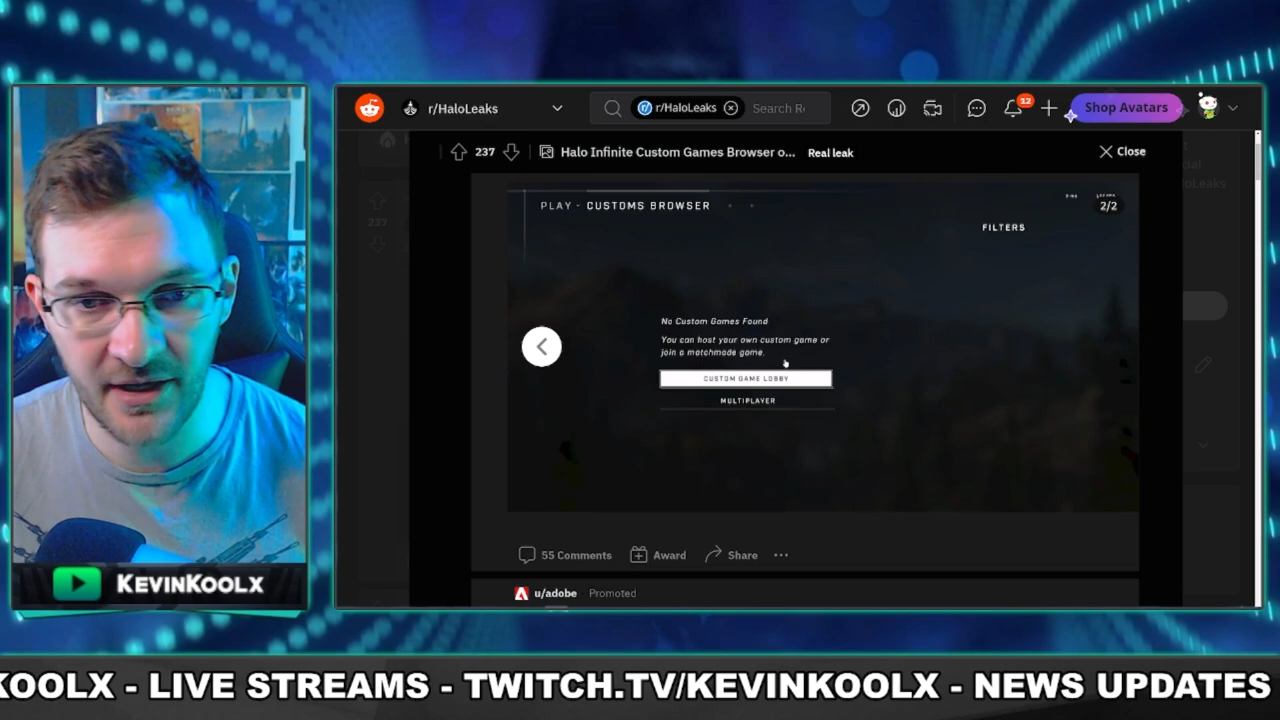 r/HaloLeaks
r/HaloLeaks
Search R
12
Shop Avatars
237
Halo Infinite Custom Games Browser o...
Real leak
Close
PLAY - CUSTOMS BROWSER
2/2
FILTERS
237
No Custom Games Found
You can host your own custom game or
join a matchmade game.
CUSTOM GAME LOBBY
MULTIPLAYER
55 Comments
Award
Share
u/adobe
Promoted
KEVINKOOLX
KOOLX - LIVE STREAMS - TWITCH.TV/KEVINKOOLX - NEWS UPDATES